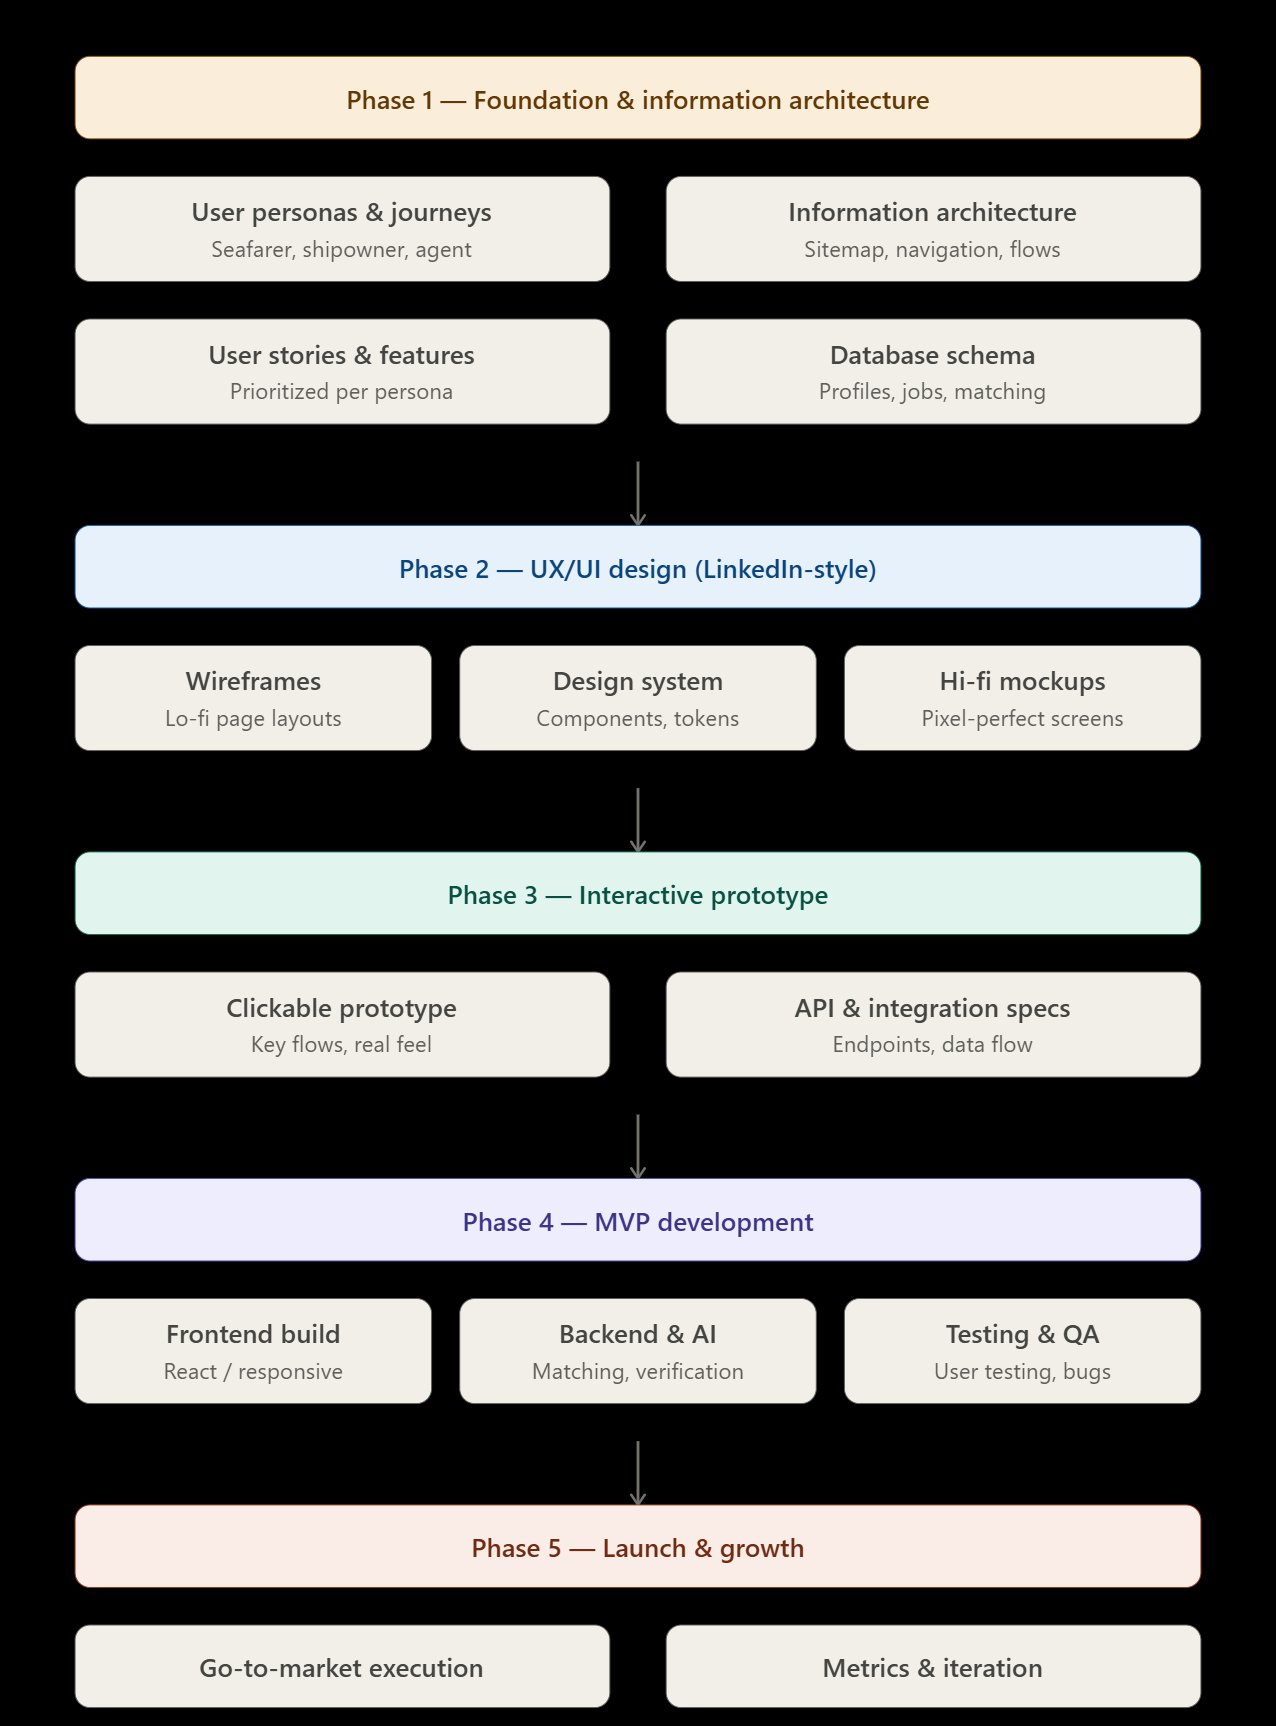 Phase 1 — Foundation & information architecture
User personas & journeys
Seafarer, shipowner, agent
Information architecture
Sitemap, navigation, flows
User stories & features
Prioritized per persona
Database schema
Profiles, jobs, matching
Phase 2 — UX/UI design (LinkedIn-style)
Wireframes
Lo-fi page layouts
Design system
Components, tokens
Hi-fi mockups
Pixel-perfect screens
Phase 3 — Interactive prototype
Clickable prototype
Key flows, real feel
API & integration specs
Endpoints, data flow
Phase 4 — MVP development
Frontend build
React / responsive
Backend & AI
Matching, verification
Testing & QA
User testing, bugs
Phase 5 — Launch & growth
Go-to-market execution
Metrics & iteration